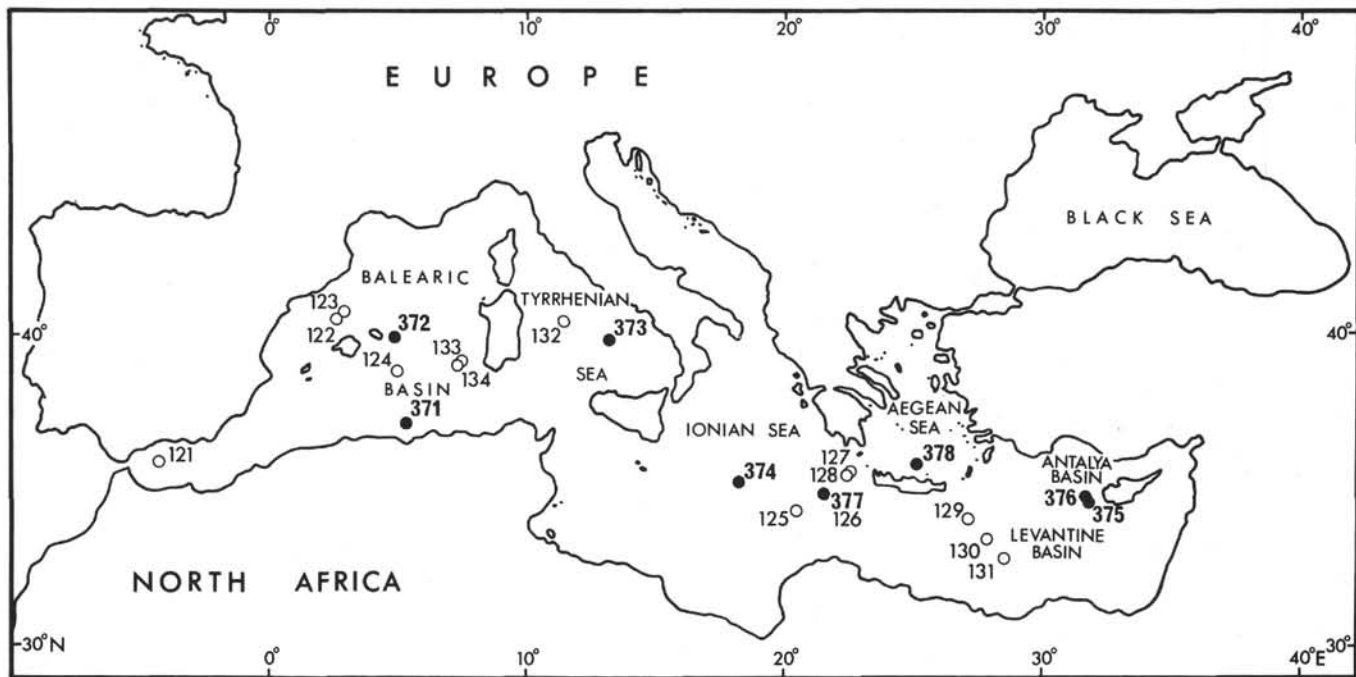 0° 10° 20° 30° 40°
EUROPE
BLACK SEA
BALEARIC
TYRRHENIAN
123
122
372
132
373
40°
40°
124
133
134
BASIN
SEA
371
AEGEAN
SEA
IONIAN SEA
121
127
128
378
ANTALYA
BASIN
374
376
375
377
125
126
129
LEVANTINE
BASIN
130
131
NORTH AFRICA
30°N
30°
0° 10° 20° 30° 40°E